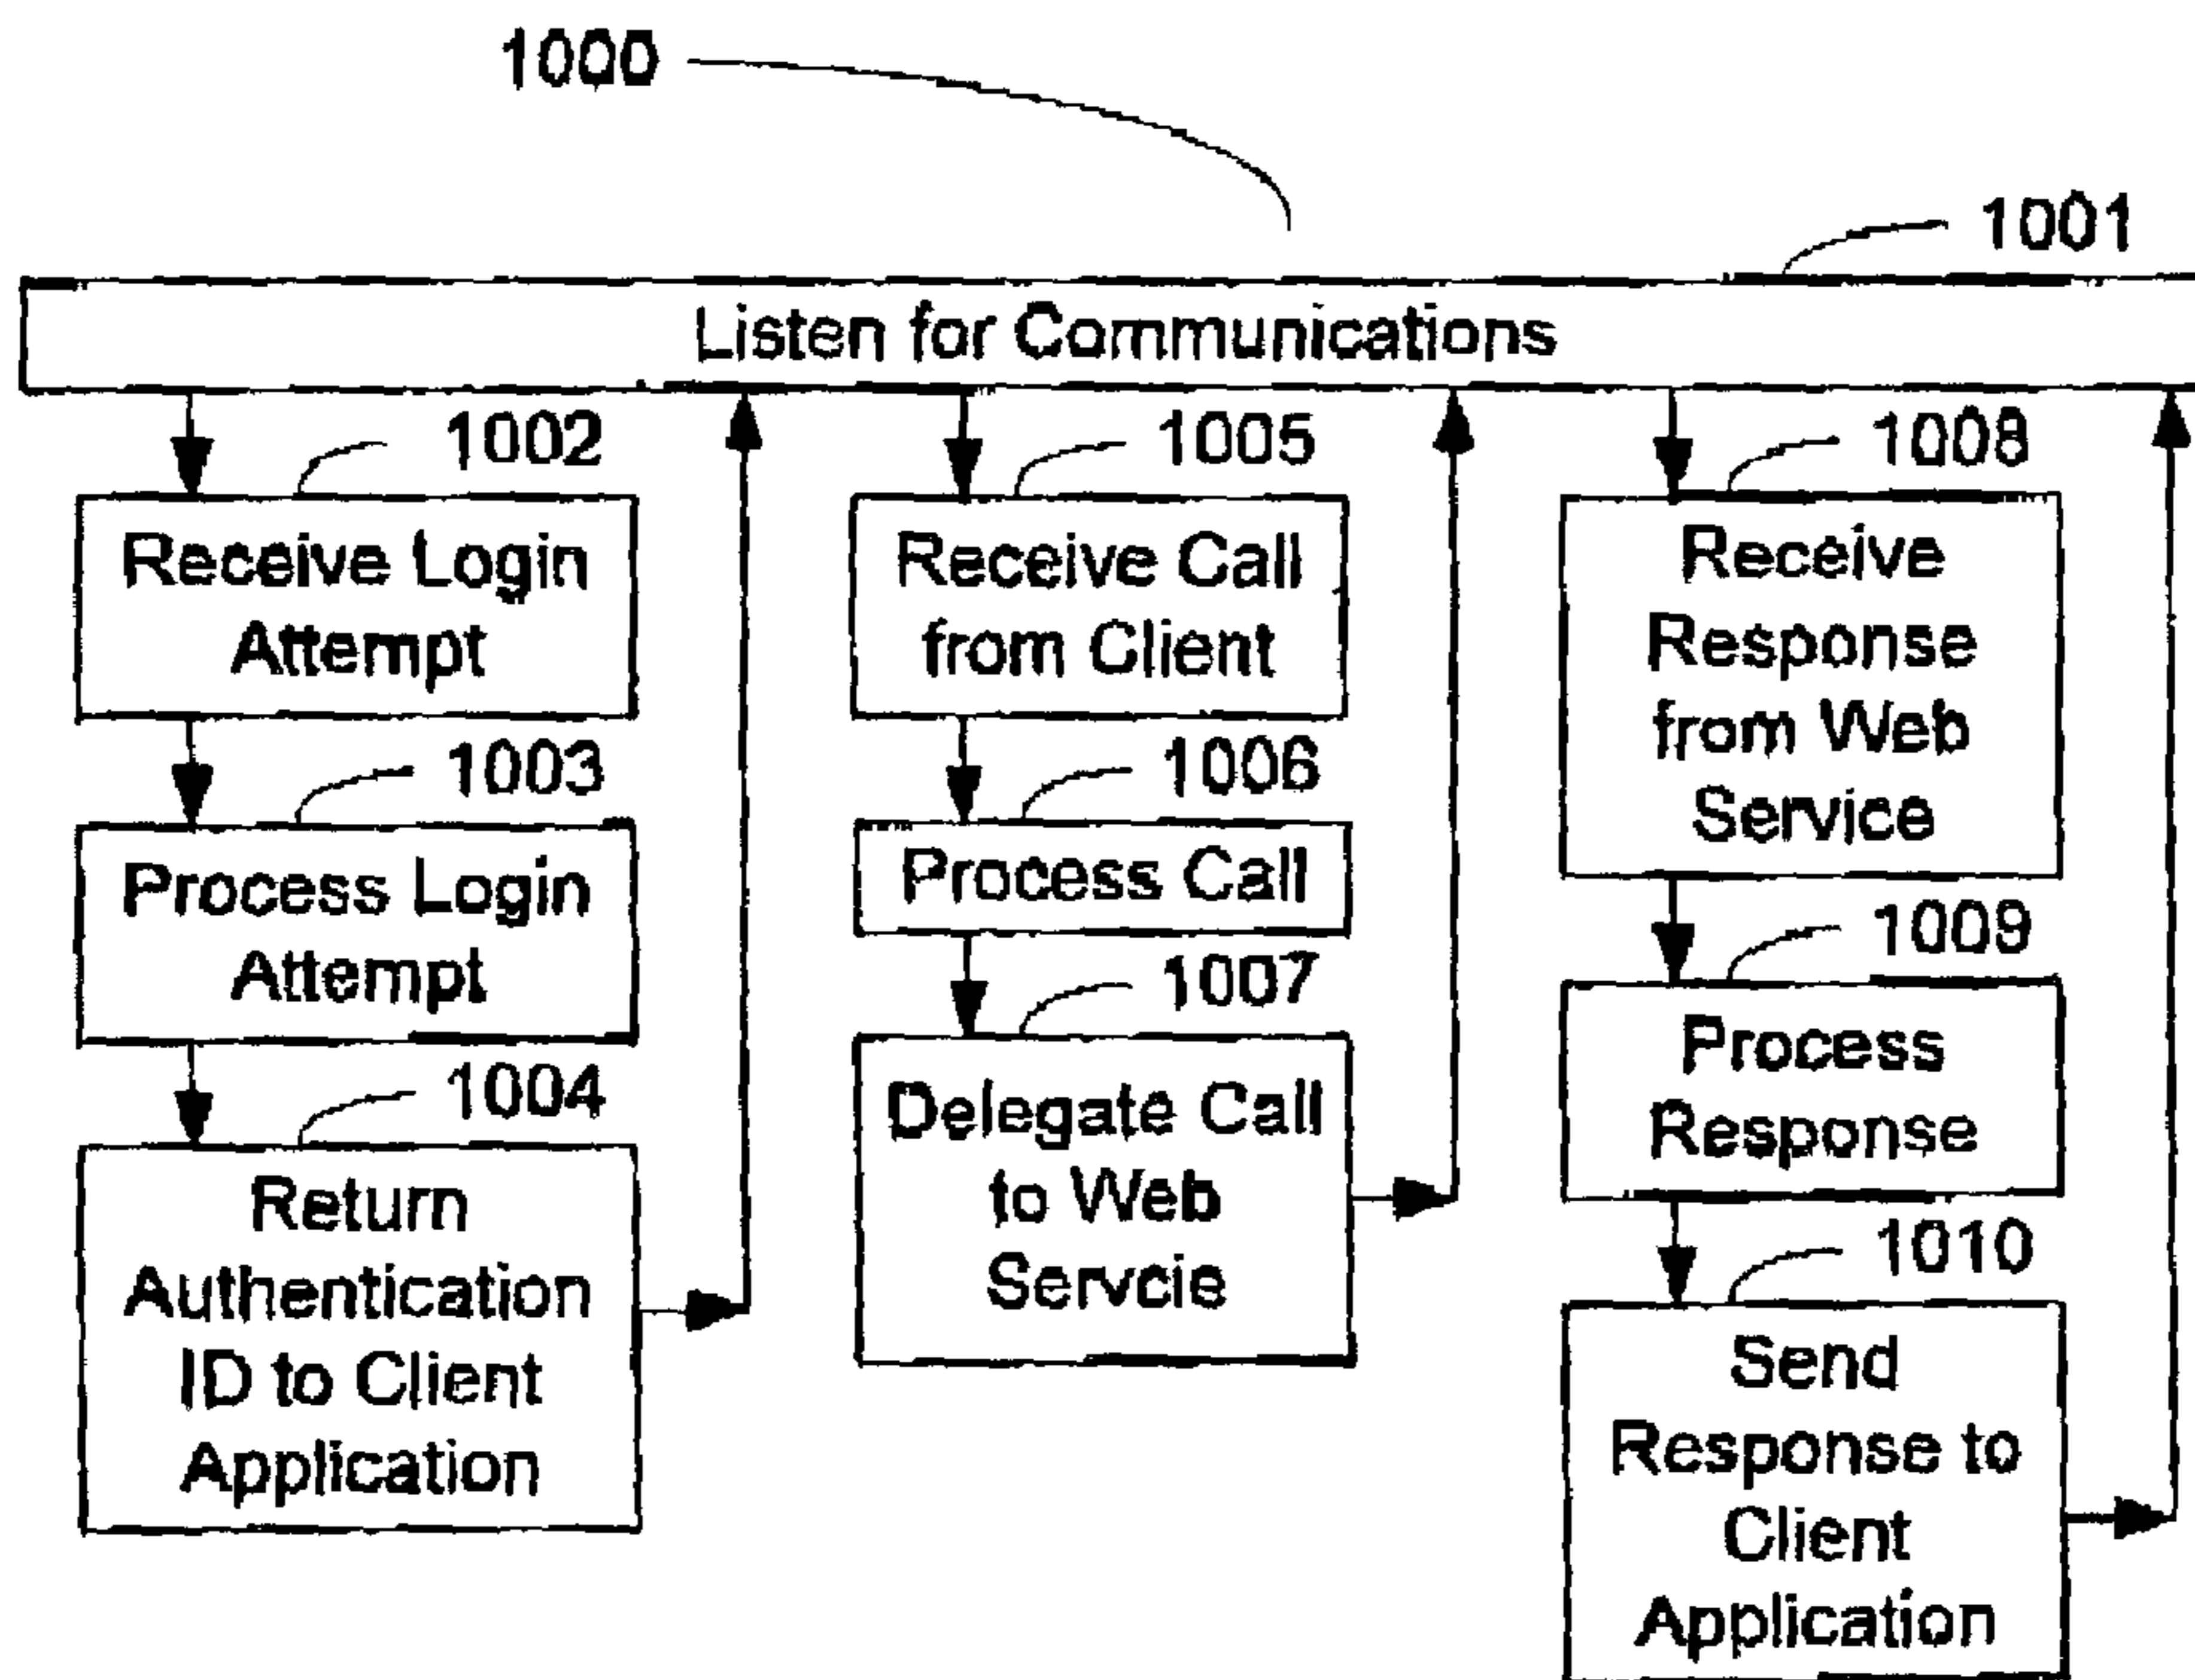 1000
1001
Listen for Communications
1002
Receive Login
Attempt
1003
Process Login
Attempt
1004
Return
Authentication
ID to Client
Application
1005
Receive Call
from Client
1006
Process Call
1007
Delegate Call
to Web
Servcie
1008
Receive
Response
from Web
Service
1009
Process
Response
1010
Send
Response to
Client
Application